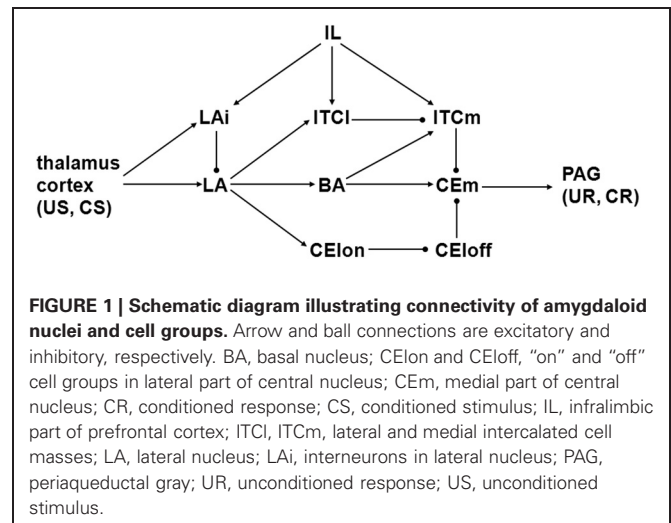 IL
LAi ITCl ITCm
thalamus
cortex
(US, CS)
LA BA CEm
PAG
(UR, CR)
CElon CEloff
FIGURE 1 | Schematic diagram illustrating connectivity of amygdaloid
nuclei and cell groups. Arrow and ball connections are excitatory and
inhibitory, respectively. BA, basal nucleus; CElon and CEloff, “on” and “off”
cell groups in lateral part of central nucleus; CEm, medial part of central
nucleus; CR, conditioned response; CS, conditioned stimulus; IL, infralimbic
part of prefrontal cortex; ITCl, ITCm, lateral and medial intercalated cell
masses; LA, lateral nucleus; LAi, interneurons in lateral nucleus; PAG,
periaqueductal gray; UR, unconditioned response; US, unconditioned
stimulus.